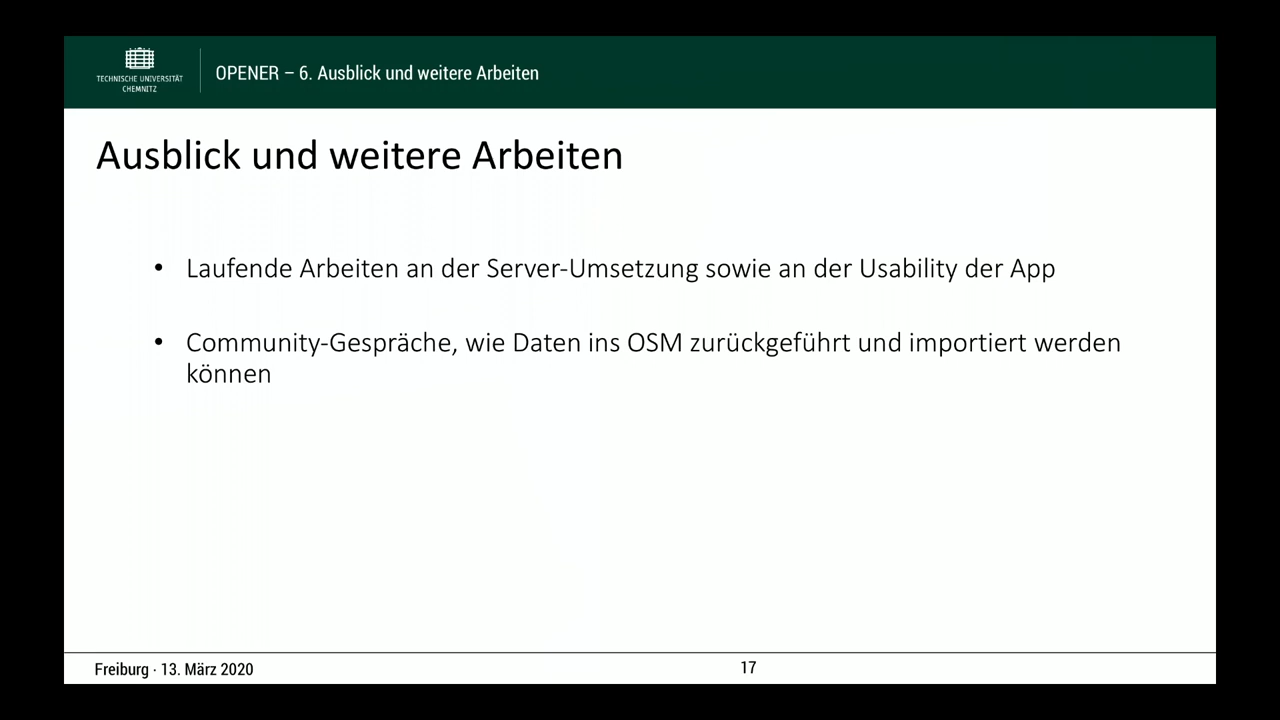 TECHNISCHE UNIVERSITÄT
CHEMNITZ
OPENER – 6. Ausblick und weitere Arbeiten
Ausblick und weitere Arbeiten
• Laufende Arbeiten an der Server-Umsetzung sowie an der Usability der App
• Community-Gespräche, wie Daten ins OSM zurückgeführt und importiert werden
können
Freiburg · 13. März 2020
17